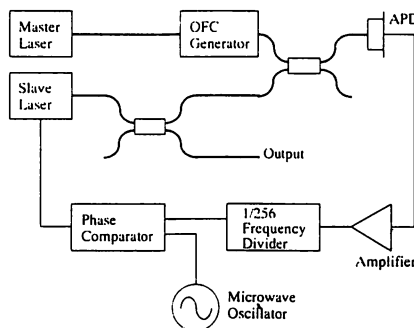 Master
Laser
OFC
Generator
APD
Slave
Laser
Output
Phase
Comparator
1/256
Frequency
Divider
Amplifier
Microwave
Oscillator